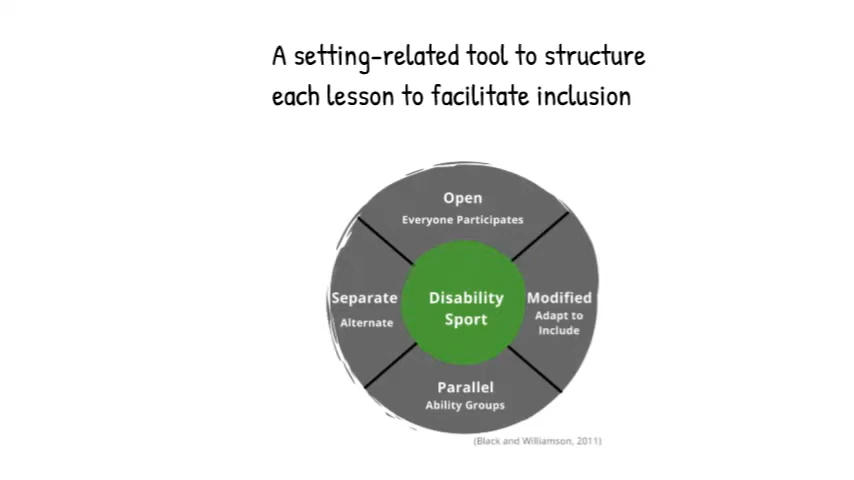 A setting-related tool to structure
each lesson to facilitate inclusion
Open
Everyone Participates
Separate
Alternate
Disability
Sport
Modified
Adapt to
Include
Parallel
Ability Groups
(Black and Williamson, 2011)